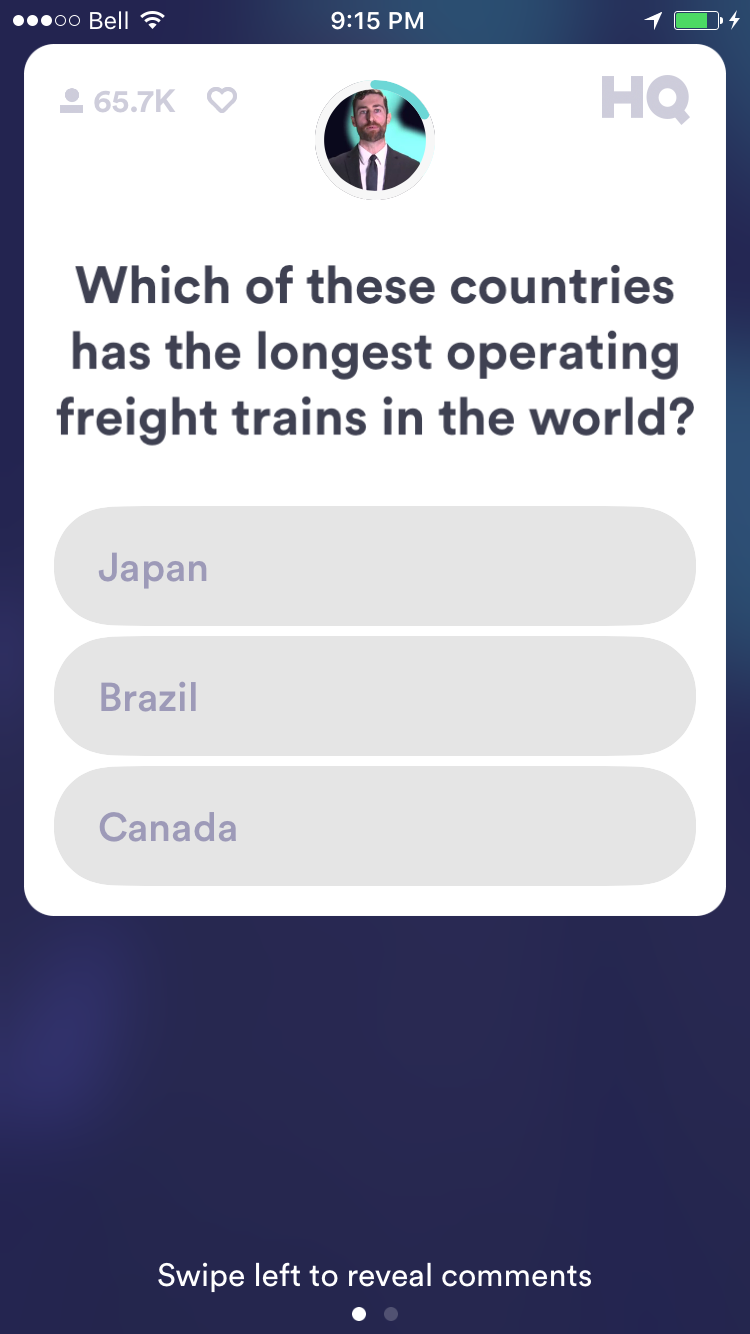 Bell 9:15 PM
65.7K HQ
Which of these countries
has the longest operating
freight trains in the world?
Japan
Brazil
Canada
Swipe left to reveal comments